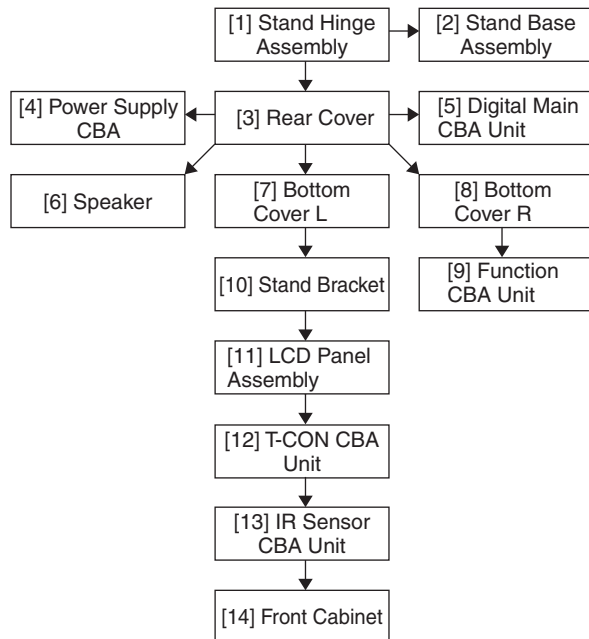 [1] Stand Hinge
Assembly
[2] Stand Base
Assembly
[4] Power Supply
CBA
[3] Rear Cover
[5] Digital Main
CBA Unit
[6] Speaker
[7] Bottom
Cover L
[8] Bottom
Cover R
[10] Stand Bracket
[9] Function
CBA Unit
[11] LCD Panel
Assembly
[12] T-CON CBA
Unit
[13] IR Sensor
CBA Unit
[14] Front Cabinet